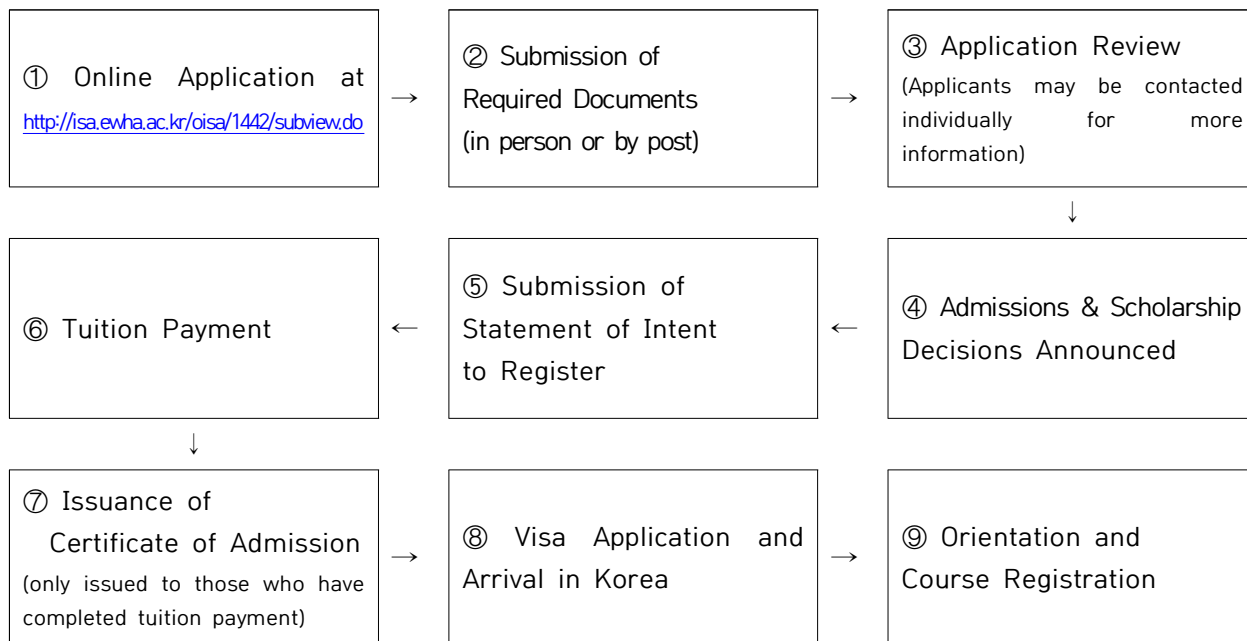 ① Online Application at
http://isa.ewha.ac.kr/oisa/1442/subview.do
→
② Submission of
Required Documents
(in person or by post)
→
③ Application Review
(Applicants may be contacted
individually for more
information)
↓
④ Admissions & Scholarship
Decisions Announced
←
⑤ Submission of
Statement of Intent
to Register
←
⑥ Tuition Payment
↓
⑦ Issuance of
Certificate of Admission
(only issued to those who have
completed tuition payment)
→
⑧ Visa Application and
Arrival in Korea
→
⑨ Orientation and
Course Registration